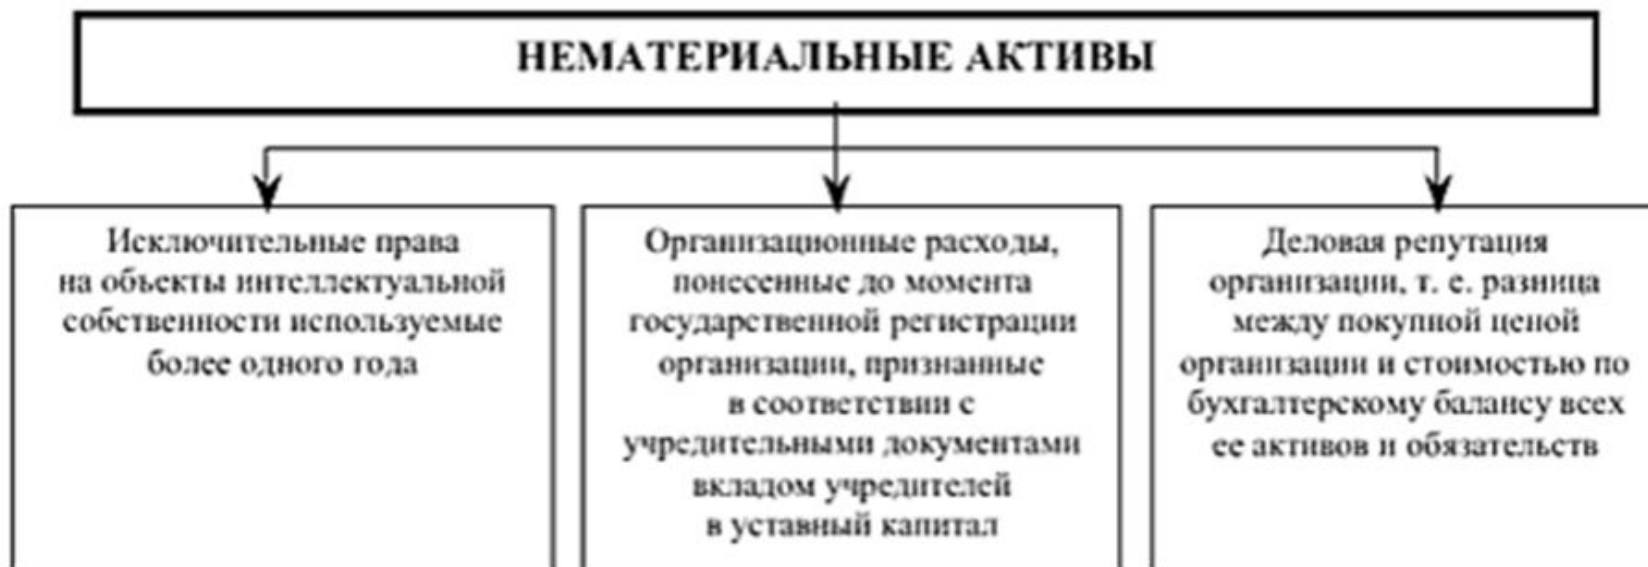 НЕМАТЕРИАЛЬНЫЕ АКТИВЫ
Исключительные права
на объекты интеллектуальной
собственности используемые
более одного года
Организационные расходы,
понесенные до момента
государственной регистрации
организации, признанные
в соответствии с
учредительными документами
вкладом учредителей
в уставный капитал
Деловая репутация
организации, т. е. разница
между покупной ценой
организации и стоимостью по
бухгалтерскому балансу всех
ее активов и обязательств